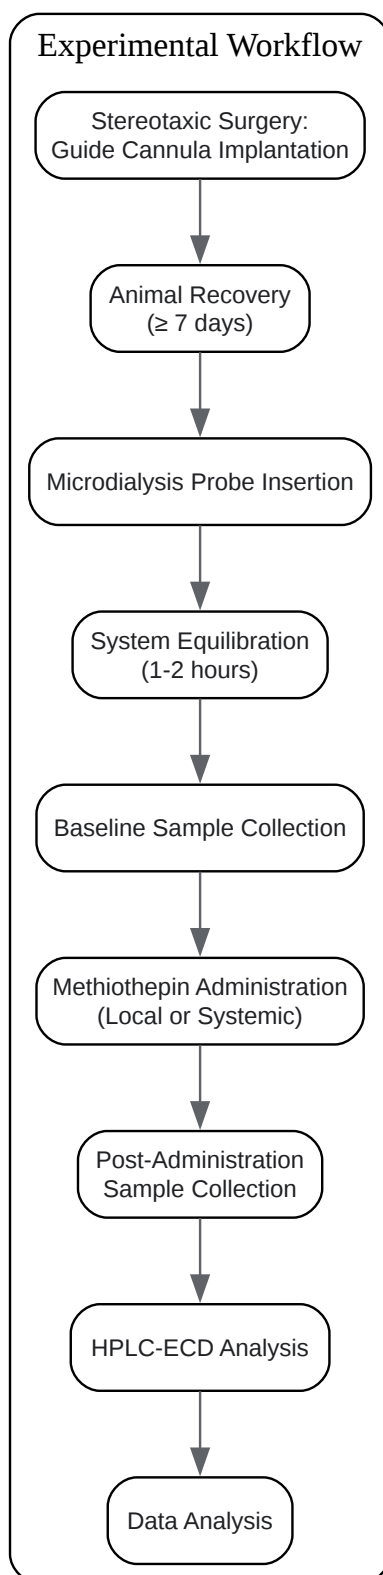 Experimental Workflow
Stereotaxic Surgery:
Guide Cannula Implantation
Animal Recovery
(≥ 7 days)
Microdialysis Probe Insertion
System Equilibration
(1-2 hours)
Baseline Sample Collection
Methiothepin Administration
(Local or Systemic)
Post-Administration
Sample Collection
HPLC-ECD Analysis
Data Analysis